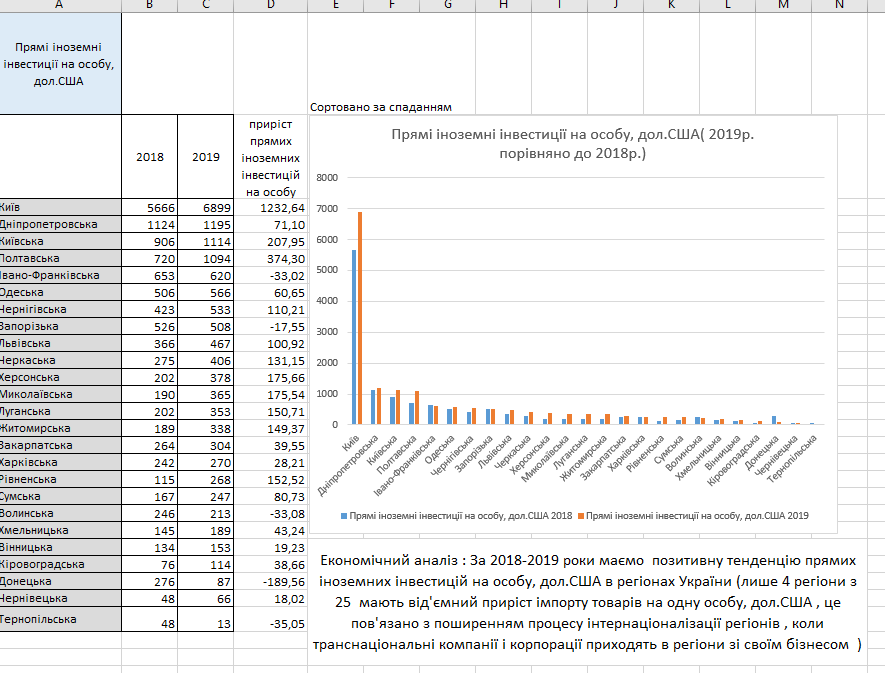 A B C D E F G H I J K L M N
Прямі іноземні
інвестиції на особу,
дол.США
Сортовано за спаданням
2018 2019 приріст
прямих
іноземних
інвестицій
на особу
Київ 5666 6899 1232,64
Дніпропетровська 1124 1195 71,10
Київська 906 1114 207,95
Полтавська 720 1094 374,30
Івано-Франківська 653 620 -33,02
Одеська 506 566 60,65
Чернігівська 423 533 110,21
Запорізька 526 508 -17,55
Львівська 366 467 100,92
Черкаська 275 406 131,15
Херсонська 202 378 175,66
Миколаївська 190 365 175,54
Луганська 202 353 150,71
Житомирська 189 338 149,37
Закарпатська 264 304 39,55
Харківська 242 270 28,21
Рівненська 115 268 152,52
Сумська 167 247 80,73
Волинська 246 213 -33,08
Хмельницька 145 189 43,24
Вінницька 134 153 19,23
Кіровоградська 76 114 38,66
Донецька 276 87 -189,56
Чернівецька 48 66 18,02
Тернопільська 48 13 -35,05
Прямі іноземні інвестиції на особу, дол.США( 2019р.
порівняно до 2018р.)
8000
7000
6000
5000
4000
3000
2000
1000
0
Київ
Дніпропетровська
Київська
Полтавська
Івано-Франківська
Одеська
Чернігівська
Запорізька
Львівська
Черкаська
Херсонська
Миколаївська
Луганська
Житомирська
Закарпатська
Харківська
Рівненська
Сумська
Волинська
Хмельницька
Вінницька
Кіровоградська
Донецька
Чернівецька
Тернопільська
Прямі іноземні інвестиції на особу, дол.США 2018 Прямі іноземні інвестиції на особу, дол.США 2019
Економічний аналіз : За 2018-2019 роки маємо позитивну тенденцію прямих
іноземних інвестицій на особу, дол.США в регіонах України (лише 4 регіони з
25 мають від'ємний приріст імпорту товарів на одну особу, дол.США , це
пов'язано з поширенням процесу інтернаціоналізації регіонів , коли
транснаціональні компанії і корпорації приходять в регіони зі своїм бізнесом )